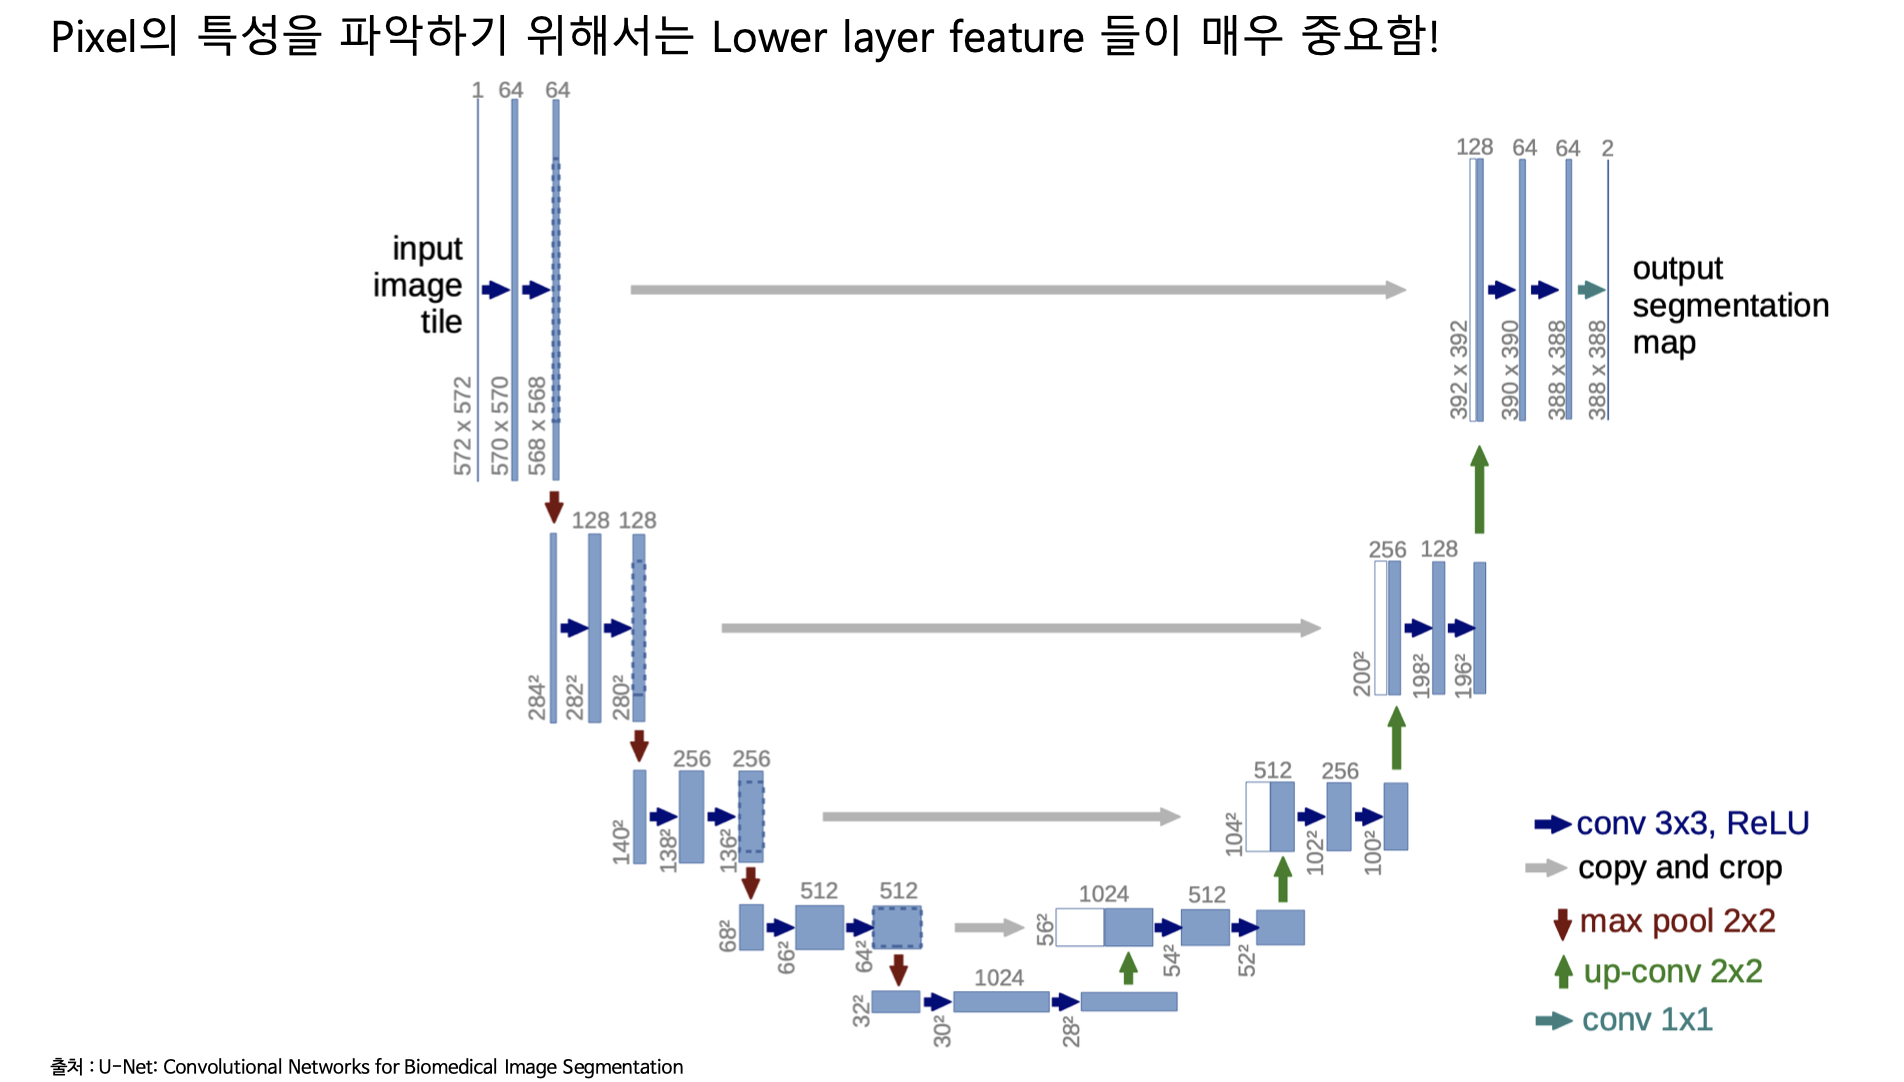 Pixel의 특성을 파악하기 위해서는 Lower layer feature 들이 매우 중요함!
1 64 64
128 64 64 2
input
image
tile
output
segmentation
map
572 x 572
570 x 570
568 x 568
392 x 392
390 x 390
388 x 388
388 x 388
128 128
256 128
284²
282²
280²
200²
198²
196²
256 256
512 256
140²
138²
136²
104²
102²
100²
512 512
1024 512
68²
66²
64²
56²
54²
52²
1024
32²
30²
28²
conv 3x3, ReLU
copy and crop
max pool 2x2
up-conv 2x2
conv 1x1
출처 : U-Net: Convolutional Networks for Biomedical Image Segmentation